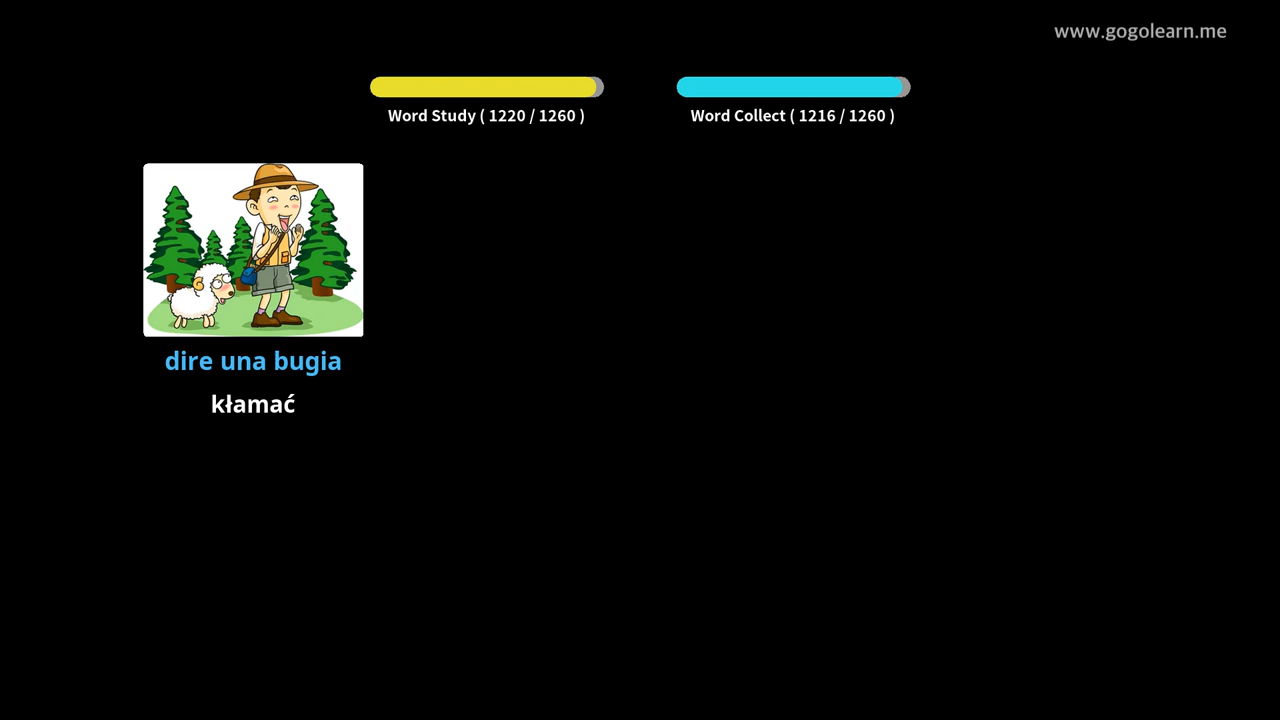 www.gogolearn.me
Word Study ( 1220 / 1260 )
Word Collect ( 1216 / 1260 )
dire una bugia
kłamać